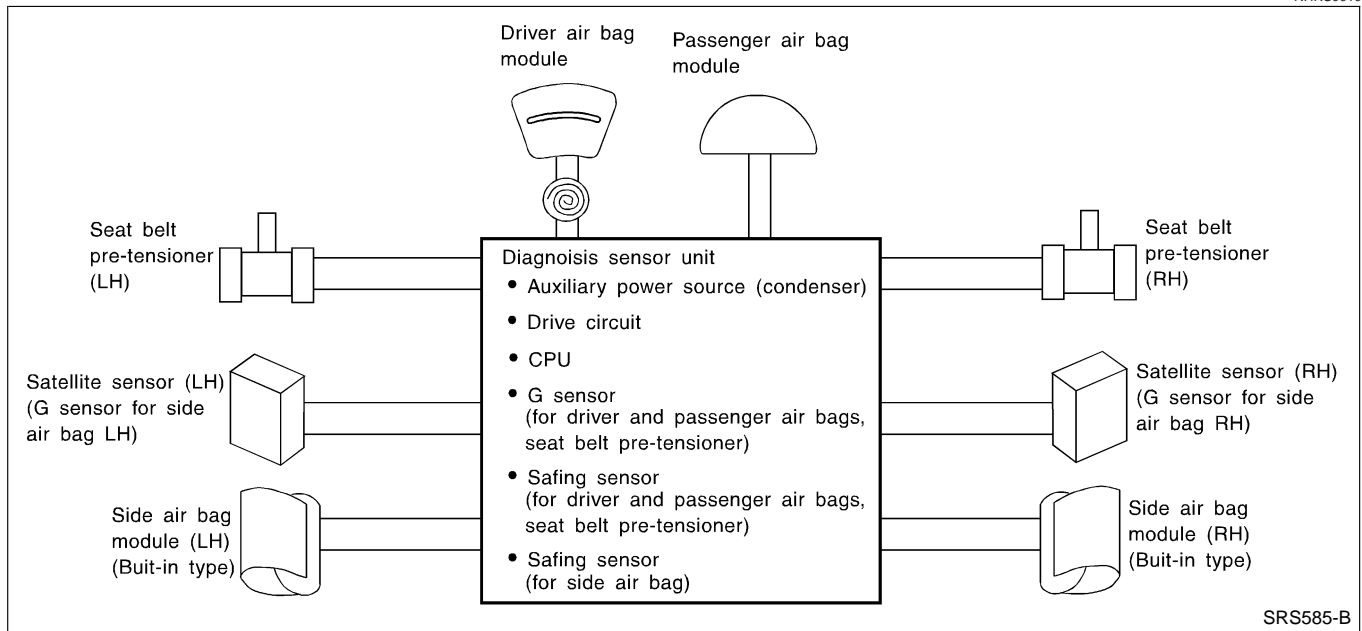 Driver air bag
module
Passenger air bag
module
Seat belt
pre-tensioner
(LH)
Seat belt
pre-tensioner
(RH)
Diagnoisis sensor unit
• Auxiliary power source (condenser)
• Drive circuit
• CPU
• G sensor
(for driver and passenger air bags,
seat belt pre-tensioner)
• Safing sensor
(for driver and passenger air bags,
seat belt pre-tensioner)
• Safing sensor
(for side air bag)
Satellite sensor (LH)
(G sensor for side
air bag LH)
Satellite sensor (RH)
(G sensor for side
air bag RH)
Side air bag
module (LH)
(Buit-in type)
Side air bag
module (RH)
(Buit-in type)
SRS585-B